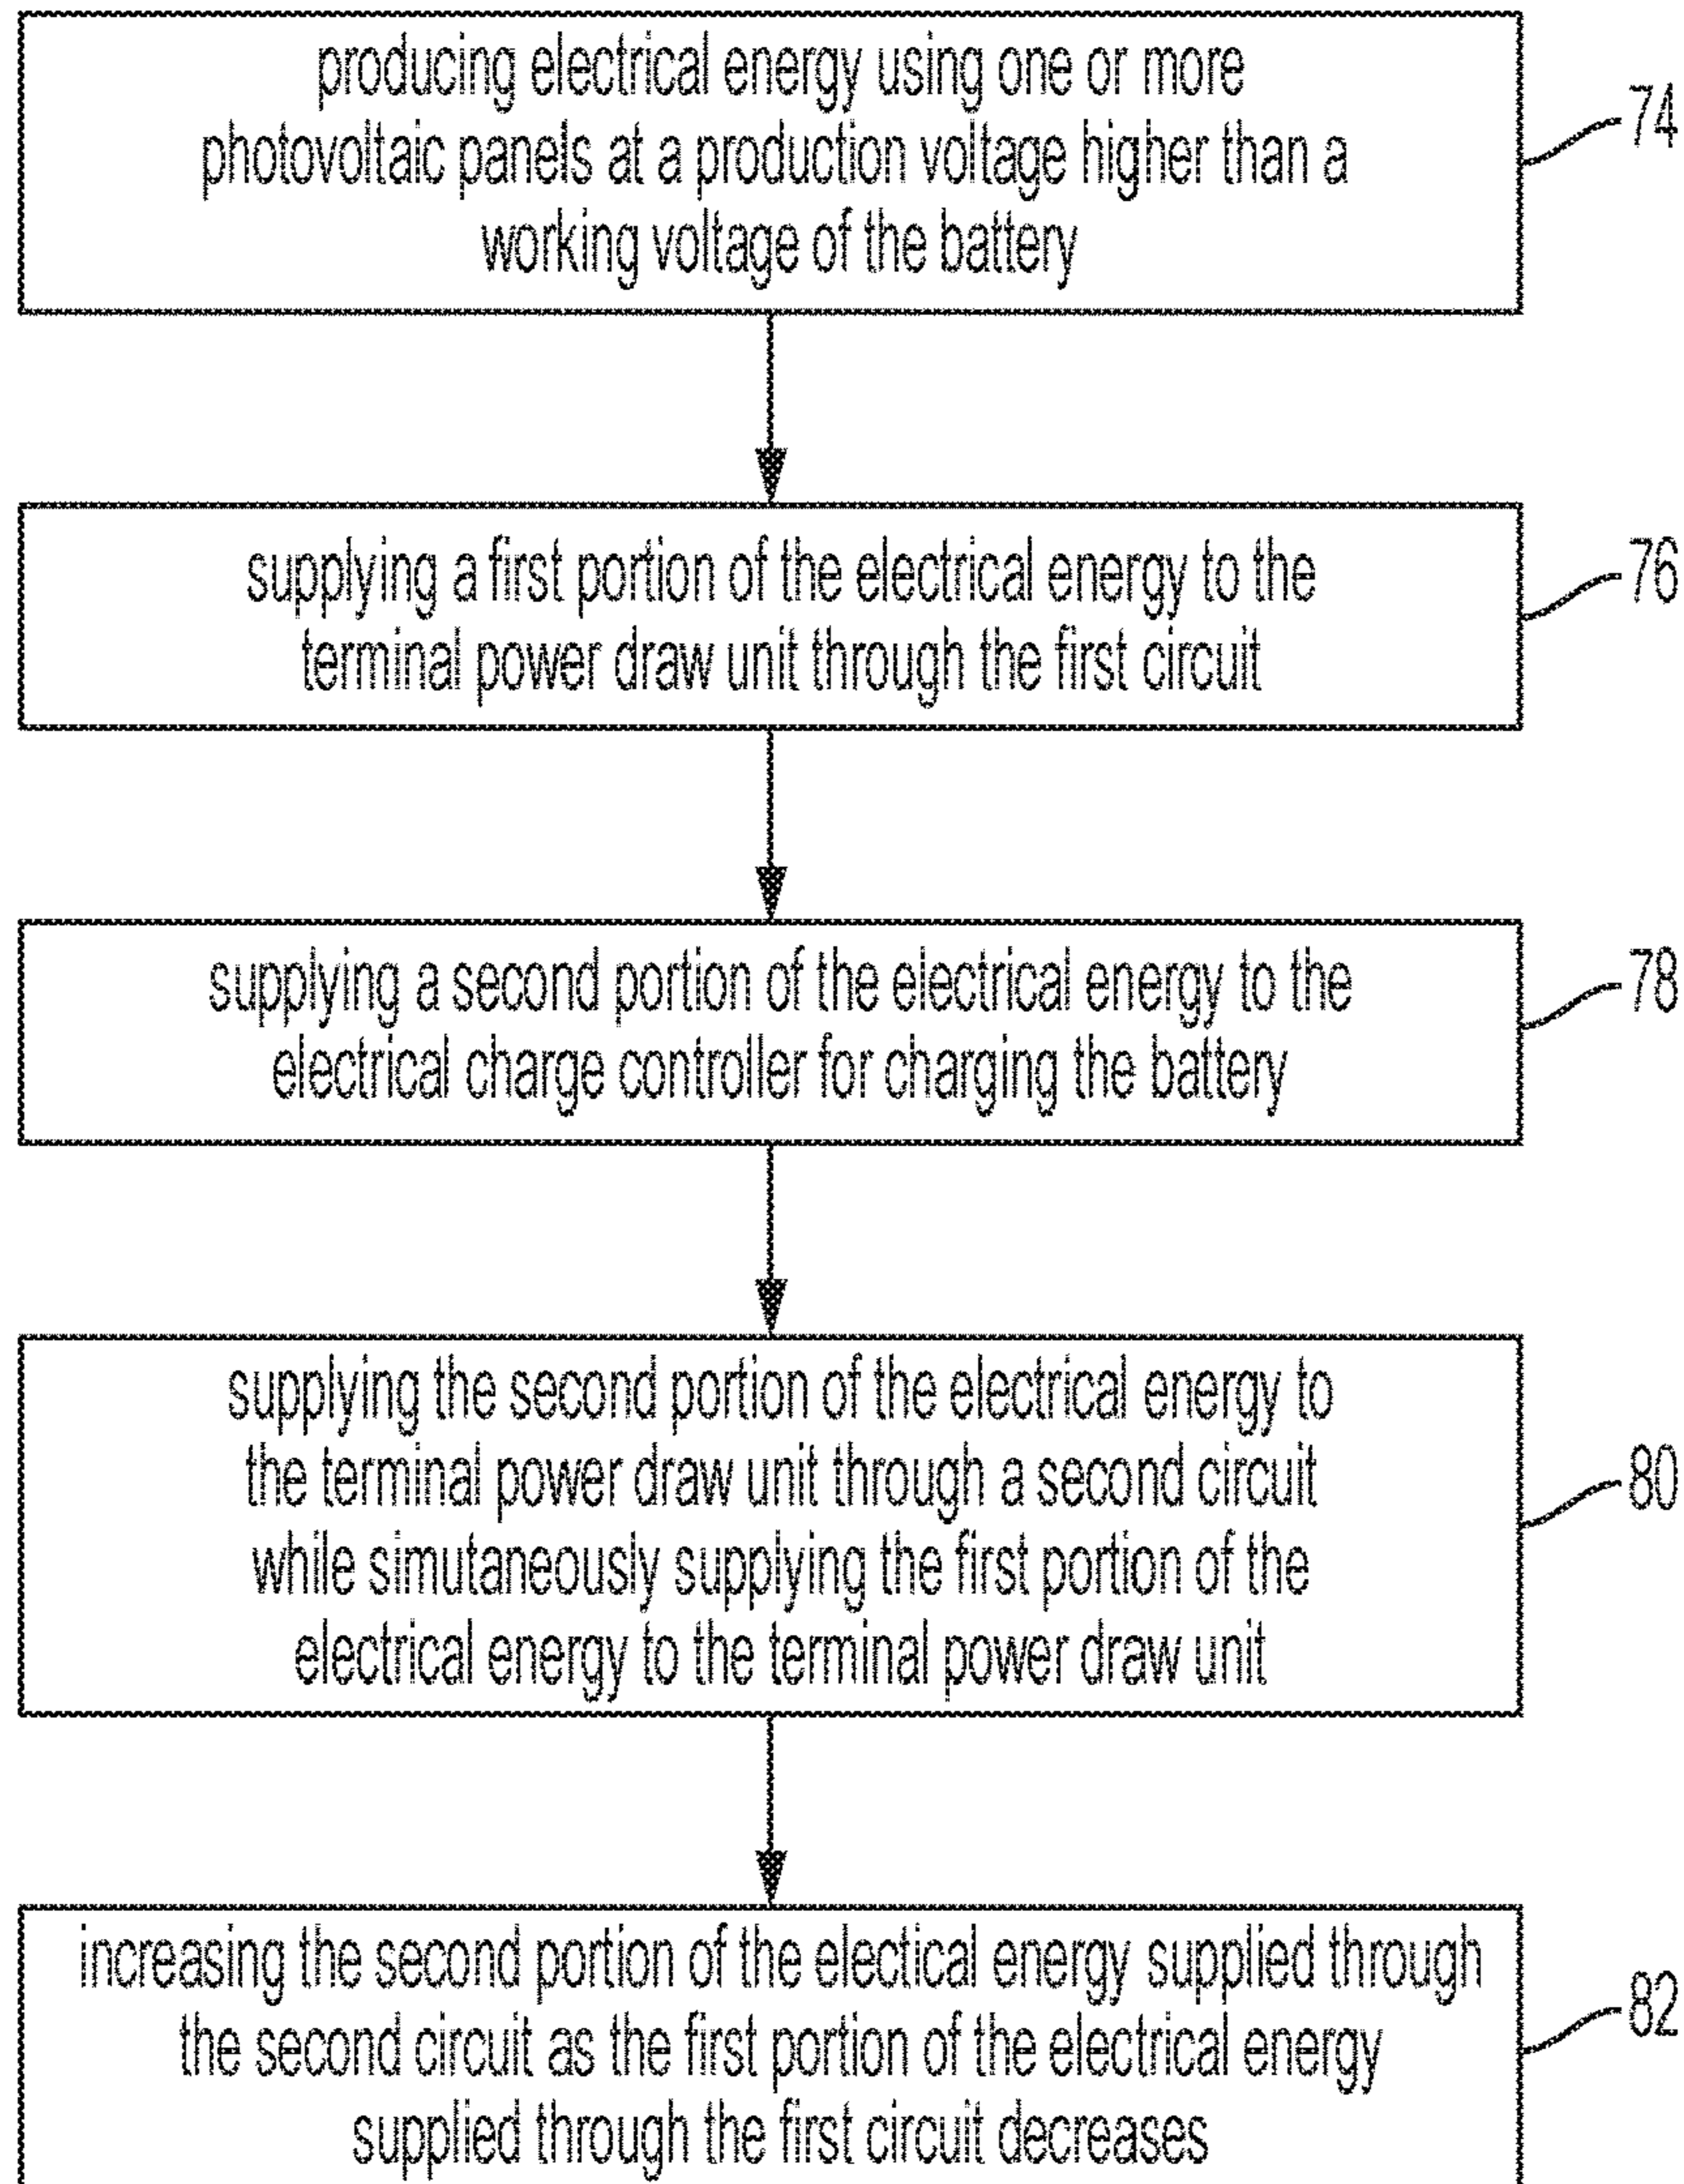 producing electrical energy using one or more
photovoltaic panels at a production voltage higher than a
working voltage of the battery
74
supplying a first portion of the electrical energy to the
terminal power draw unit through the first circuit
76
supplying a second portion of the electrical energy to the
electrical charge controller for charging the battery
78
supplying the second portion of the electrical energy to
the terminal power draw unit through a second circuit
while simutaneously supplying the first portion of the
electrical energy to the terminal power draw unit
80
increasing the second portion of the electical energy supplied through
the second circuit as the first portion of the electrical energy
supplied through the first circuit decreases
82